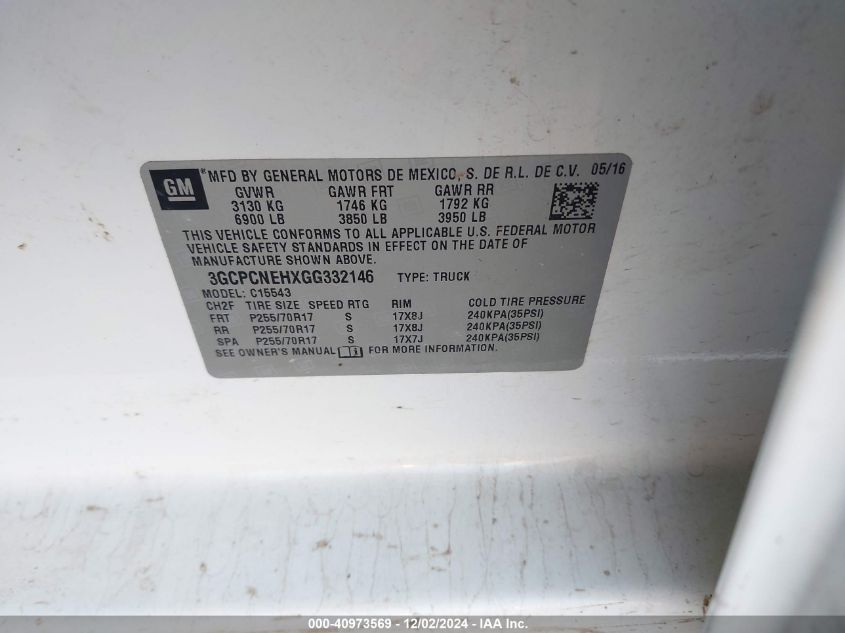 GM ® MFD BY GENERAL MOTORS DE MEXICO, S. DE R.L. DE C.V. 05/16
GVWR GAWR FRT GAWR RR
3130 KG 1746 KG 1792 KG
6900 LB 3850 LB 3950 LB
THIS VEHICLE CONFORMS TO ALL APPLICABLE U.S. FEDERAL MOTOR
VEHICLE SAFETY STANDARDS IN EFFECT ON THE DATE OF
MANUFACTURE SHOWN ABOVE.
3GCPCNEHXGG332146 TYPE: TRUCK
MODEL: C15543
CH2F TIRE SIZE SPEED RTG RIM COLD TIRE PRESSURE
FRT P255/70R17 S 17X8J 240KPA(35PSI)
RR P255/70R17 S 17X8J 240KPA(35PSI)
SPA P255/70R17 S 17X7J 240KPA(35PSI)
SEE OWNER'S MANUAL FOR MORE INFORMATION.
000-40973569 - 12/02/2024 - IAA Inc.